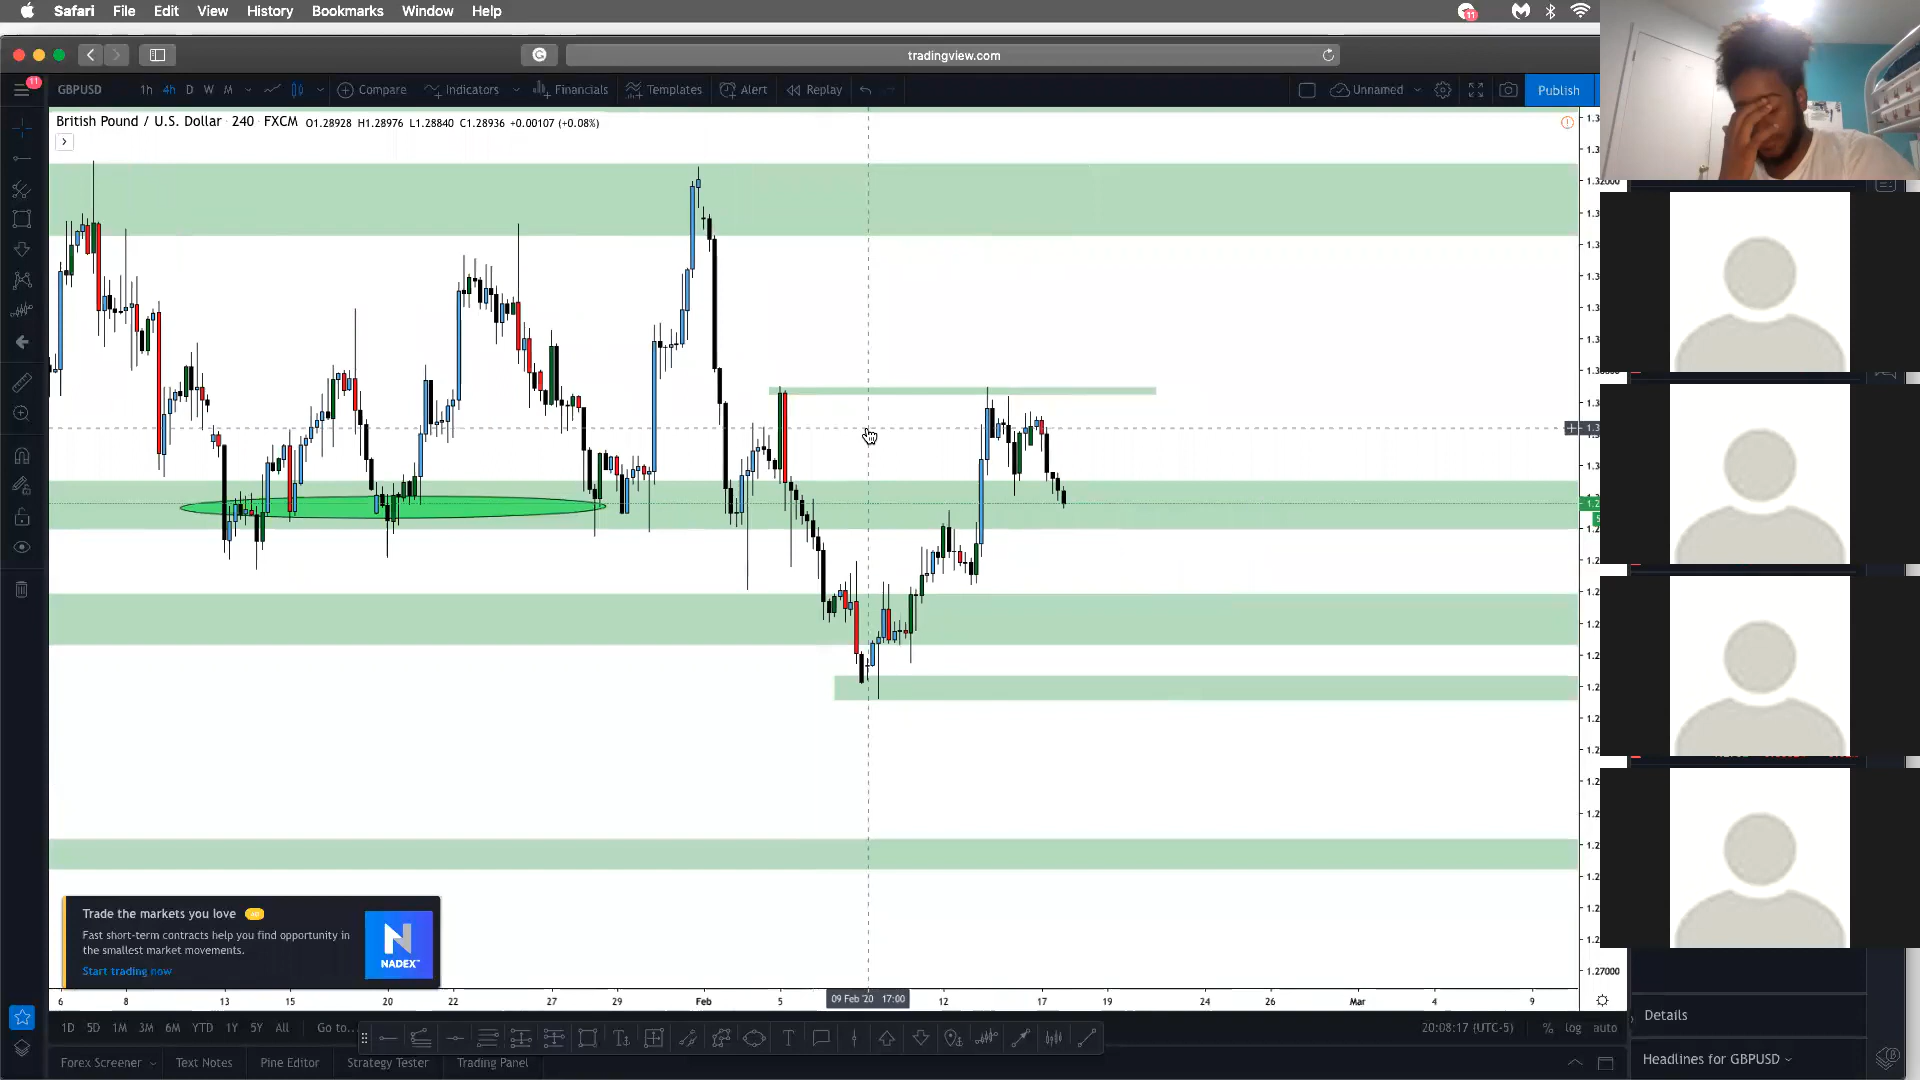 Safari File Edit View History Bookmarks Window Help
11
tradingview.com
11
GBPUSD 1h 4h D W M Compare Indicators Financials Templates Alert Replay Unnamed Publish
British Pound / U.S. Dollar 240 FXCM O1.28928 H1.28976 L1.28840 C1.28936 +0.00107 (+0.08%)
1.32000
1.27000
Trade the markets you love
Fast short-term contracts help you find opportunity in
the smallest market movements.
Start trading now
N
NADEX
6 8 13 15 20 22 27 29 Feb 5 09 Feb '20 17:00 12 17 19 24 26 Mar 4 9
1D 5D 1M 3M 6M YTD 1Y 5Y All Go to... 20:08:17 (UTC-5) % log auto
Forex Screener Text Notes Pine Editor Strategy Tester Trading Panel
Details
Headlines for GBPUSD